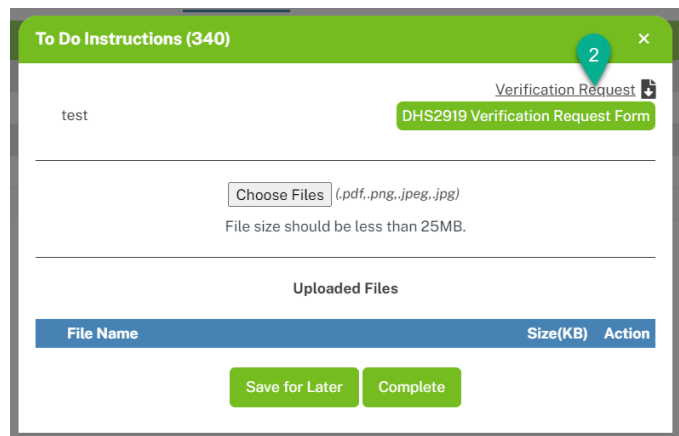 To Do Instructions (340) ×
2
Verification Request
test
DHS2919 Verification Request Form
Choose Files (.pdf,.png,.jpeg,.jpg)
File size should be less than 25MB.
Uploaded Files
File Name Size(KB) Action
Save for Later Complete